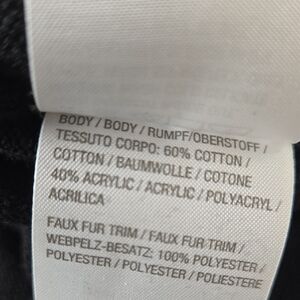 BODY / BODY / RUMPF/OBERSTOFF /
TESSUTO CORPO: 60% COTTON /
COTTON / BAUMWOLLE / COTONE
40% ACRYLIC / ACRYLIC / POLYACRYL /
ACRILICA
FAUX FUR TRIM / FAUX FUR TRIM /
WEBPELZ-BESATZ: 100% POLYESTER /
POLYESTER / POLYESTER / POLIESTERE